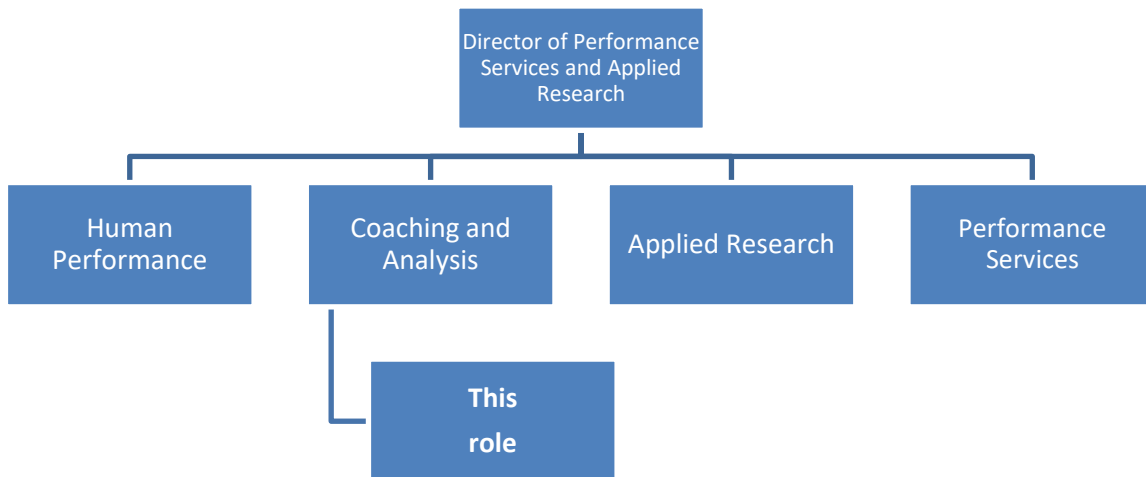 Director of Performance
Services and Applied
Research
Human
Performance
Coaching and
Analysis
Applied Research
Performance
Services
This
role